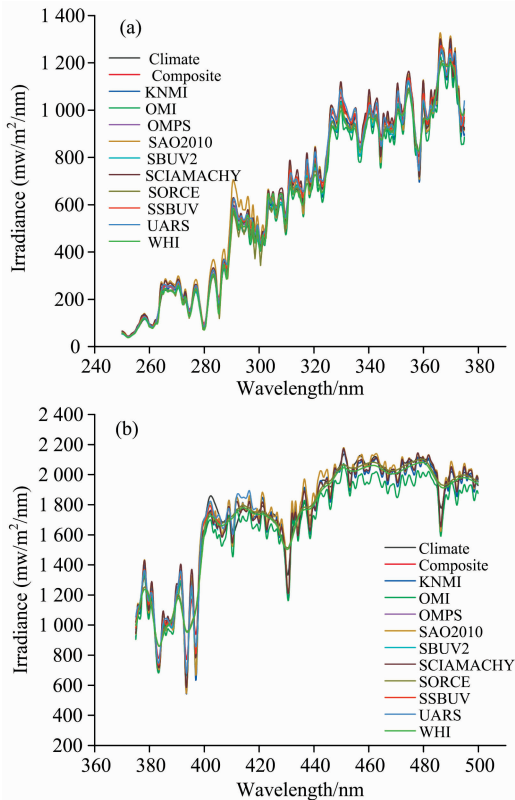 1 400
(a)
1 200
1 000
800
600
400
200
0
Irradiance (mw/m²/nm)
Climate
Composite
KNMI
OMI
OMPS
SAO2010
SBUV2
SCIAMACHY
SORCE
SSBUV
UARS
WHI
240 260 280 300 320 340 360 380
Wavelength/nm
2 400
(b)
2 200
2 000
1 800
1 600
1 400
1 200
1 000
800
600
400
200
Irradiance (mw/m²/nm)
Climate
Composite
KNMI
OMI
OMPS
SAO2010
SBUV2
SCIAMACHY
SORCE
SSBUV
UARS
WHI
360 380 400 420 440 460 480 500
Wavelength/nm